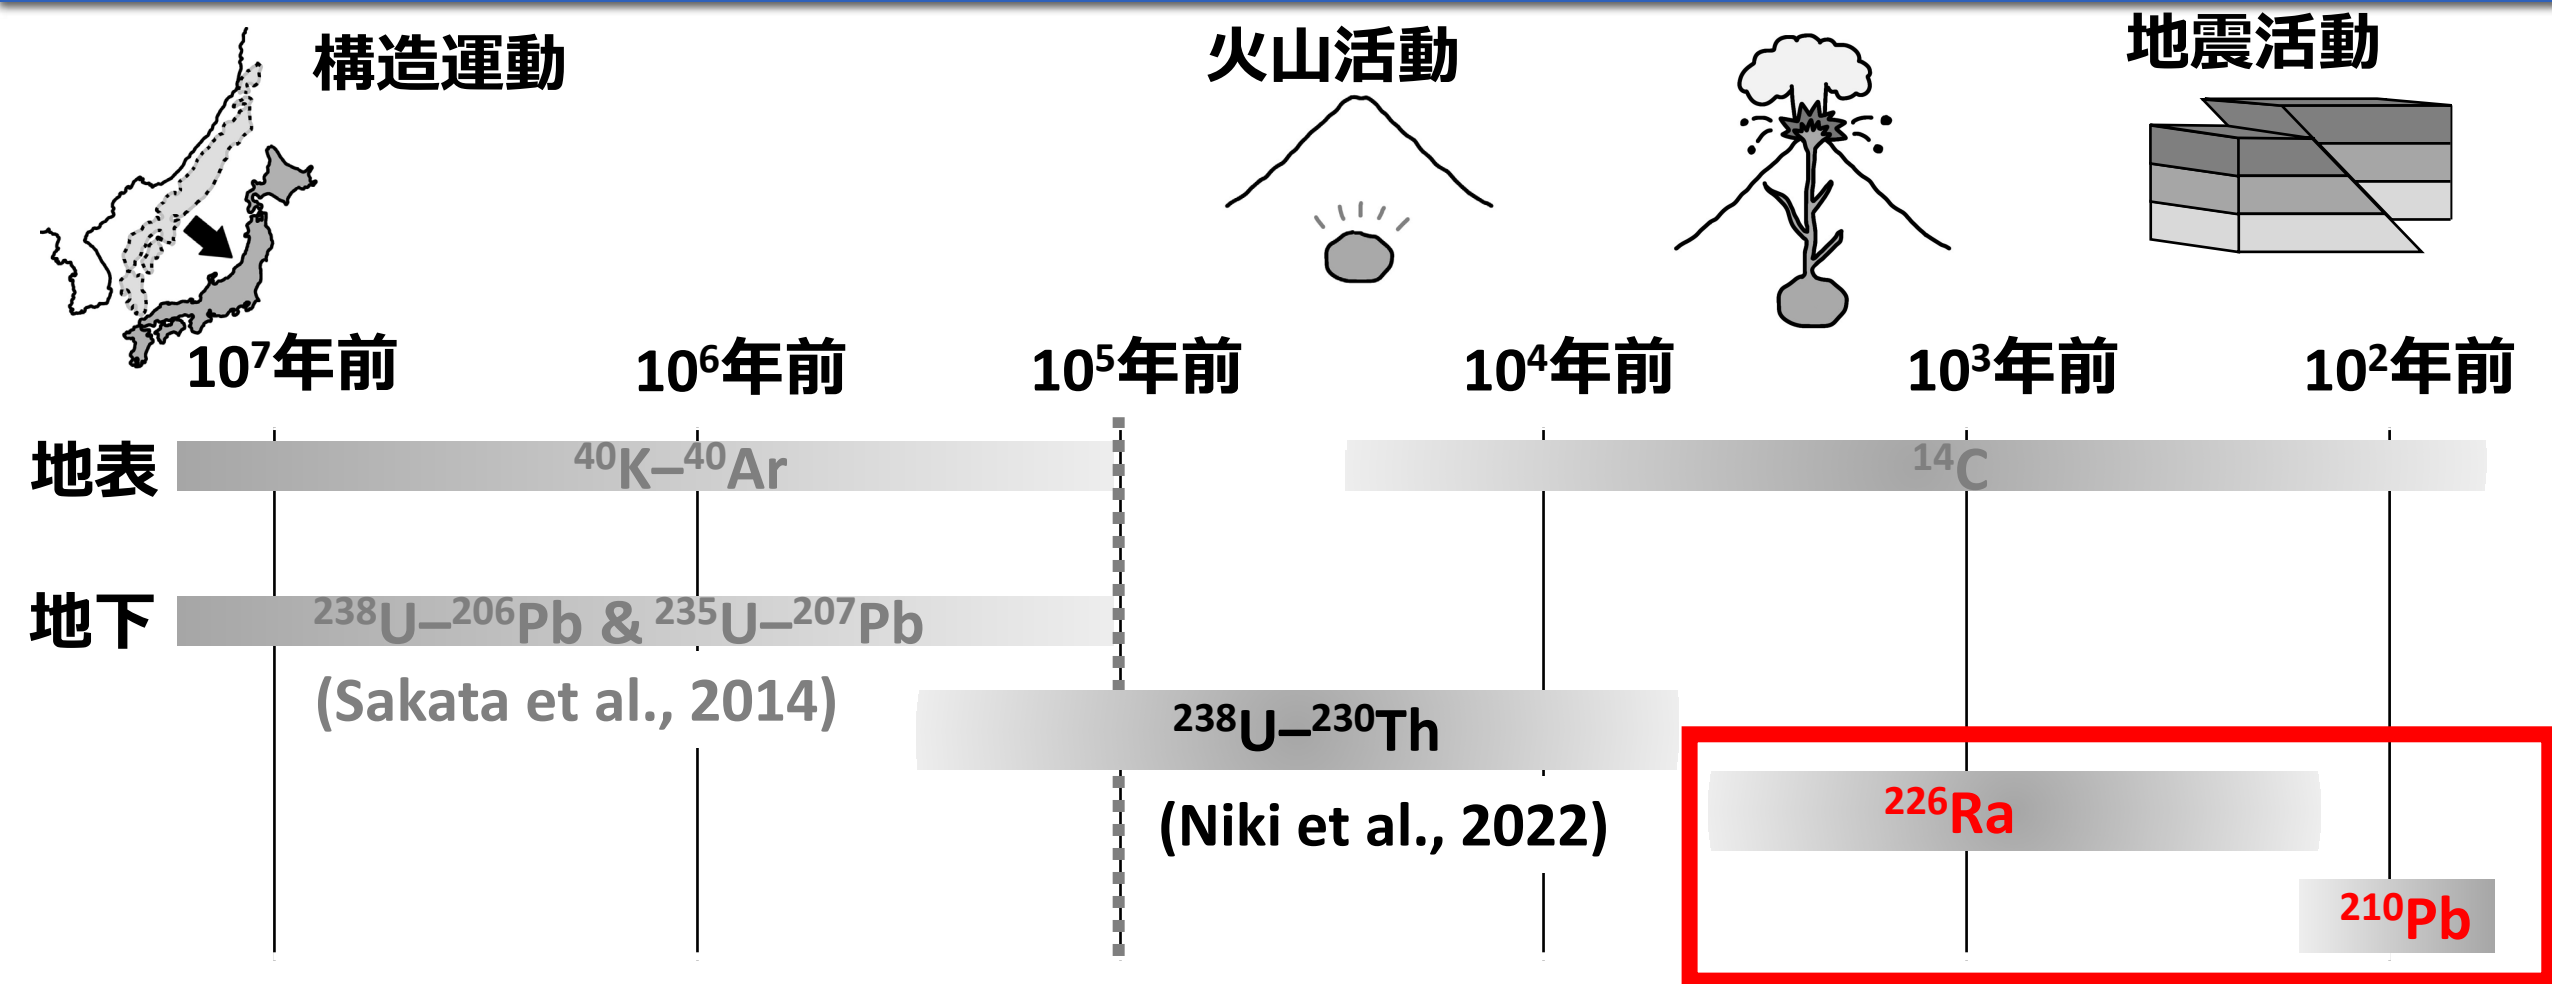 構造運動
火山活動
地震活動
10⁷年前
10⁶年前
10⁵年前
10⁴年前
10³年前
10²年前
地表
⁴⁰K–⁴⁰Ar
¹⁴C
地下
²³⁸U–²⁰⁶Pb & ²³⁵U–²⁰⁷Pb
(Sakata et al., 2014)
²³⁸U–²³⁰Th
(Niki et al., 2022)
²²⁶Ra
²¹⁰Pb